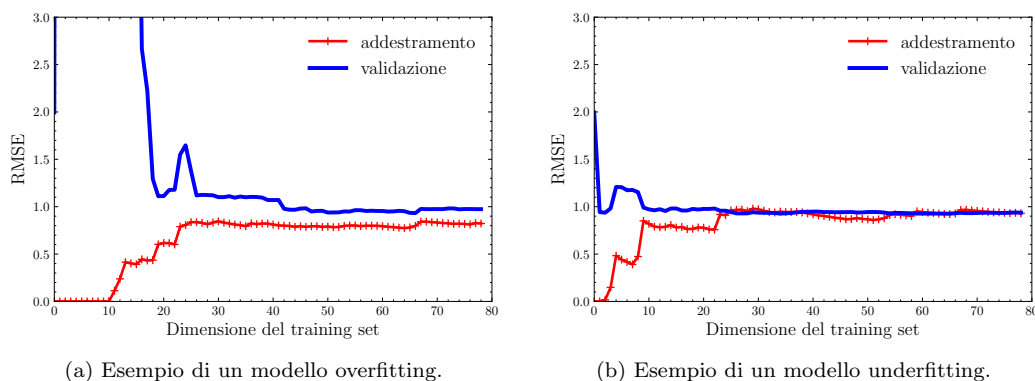 3.0
2.5
2.0
1.5
1.0
0.5
0.0
RMSE
addestramento
validazione
0 10 20 30 40 50 60 70 80
Dimensione del training set
(a) Esempio di un modello overfitting.
3.0
2.5
2.0
1.5
1.0
0.5
0.0
RMSE
addestramento
validazione
0 10 20 30 40 50 60 70 80
Dimensione del training set
(b) Esempio di un modello underfitting.